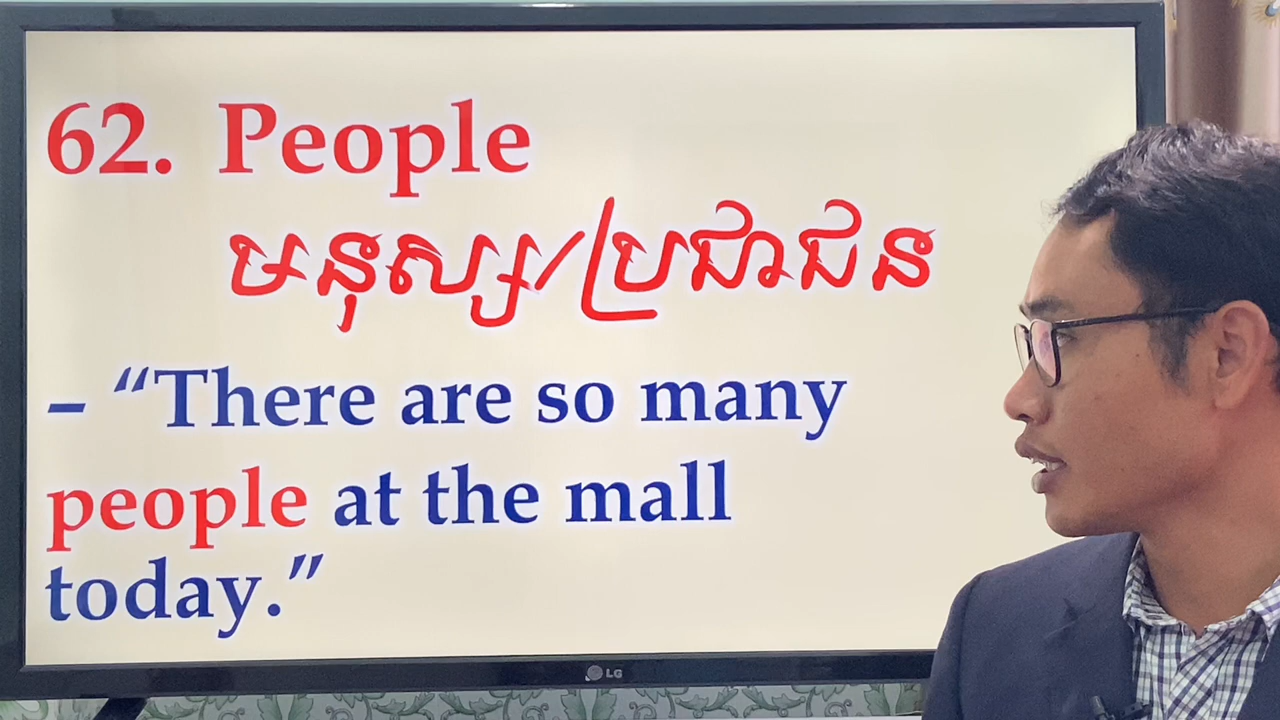 62. People
មនុស្ស/ប្រជាជន
– “There are so many
people at the mall
today.”
LG